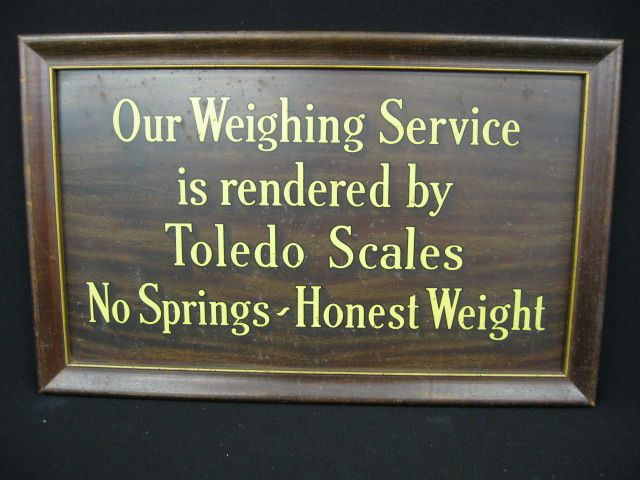 Our Weighing Service
is rendered by
Toledo Scales
No Springs ~ Honest Weight